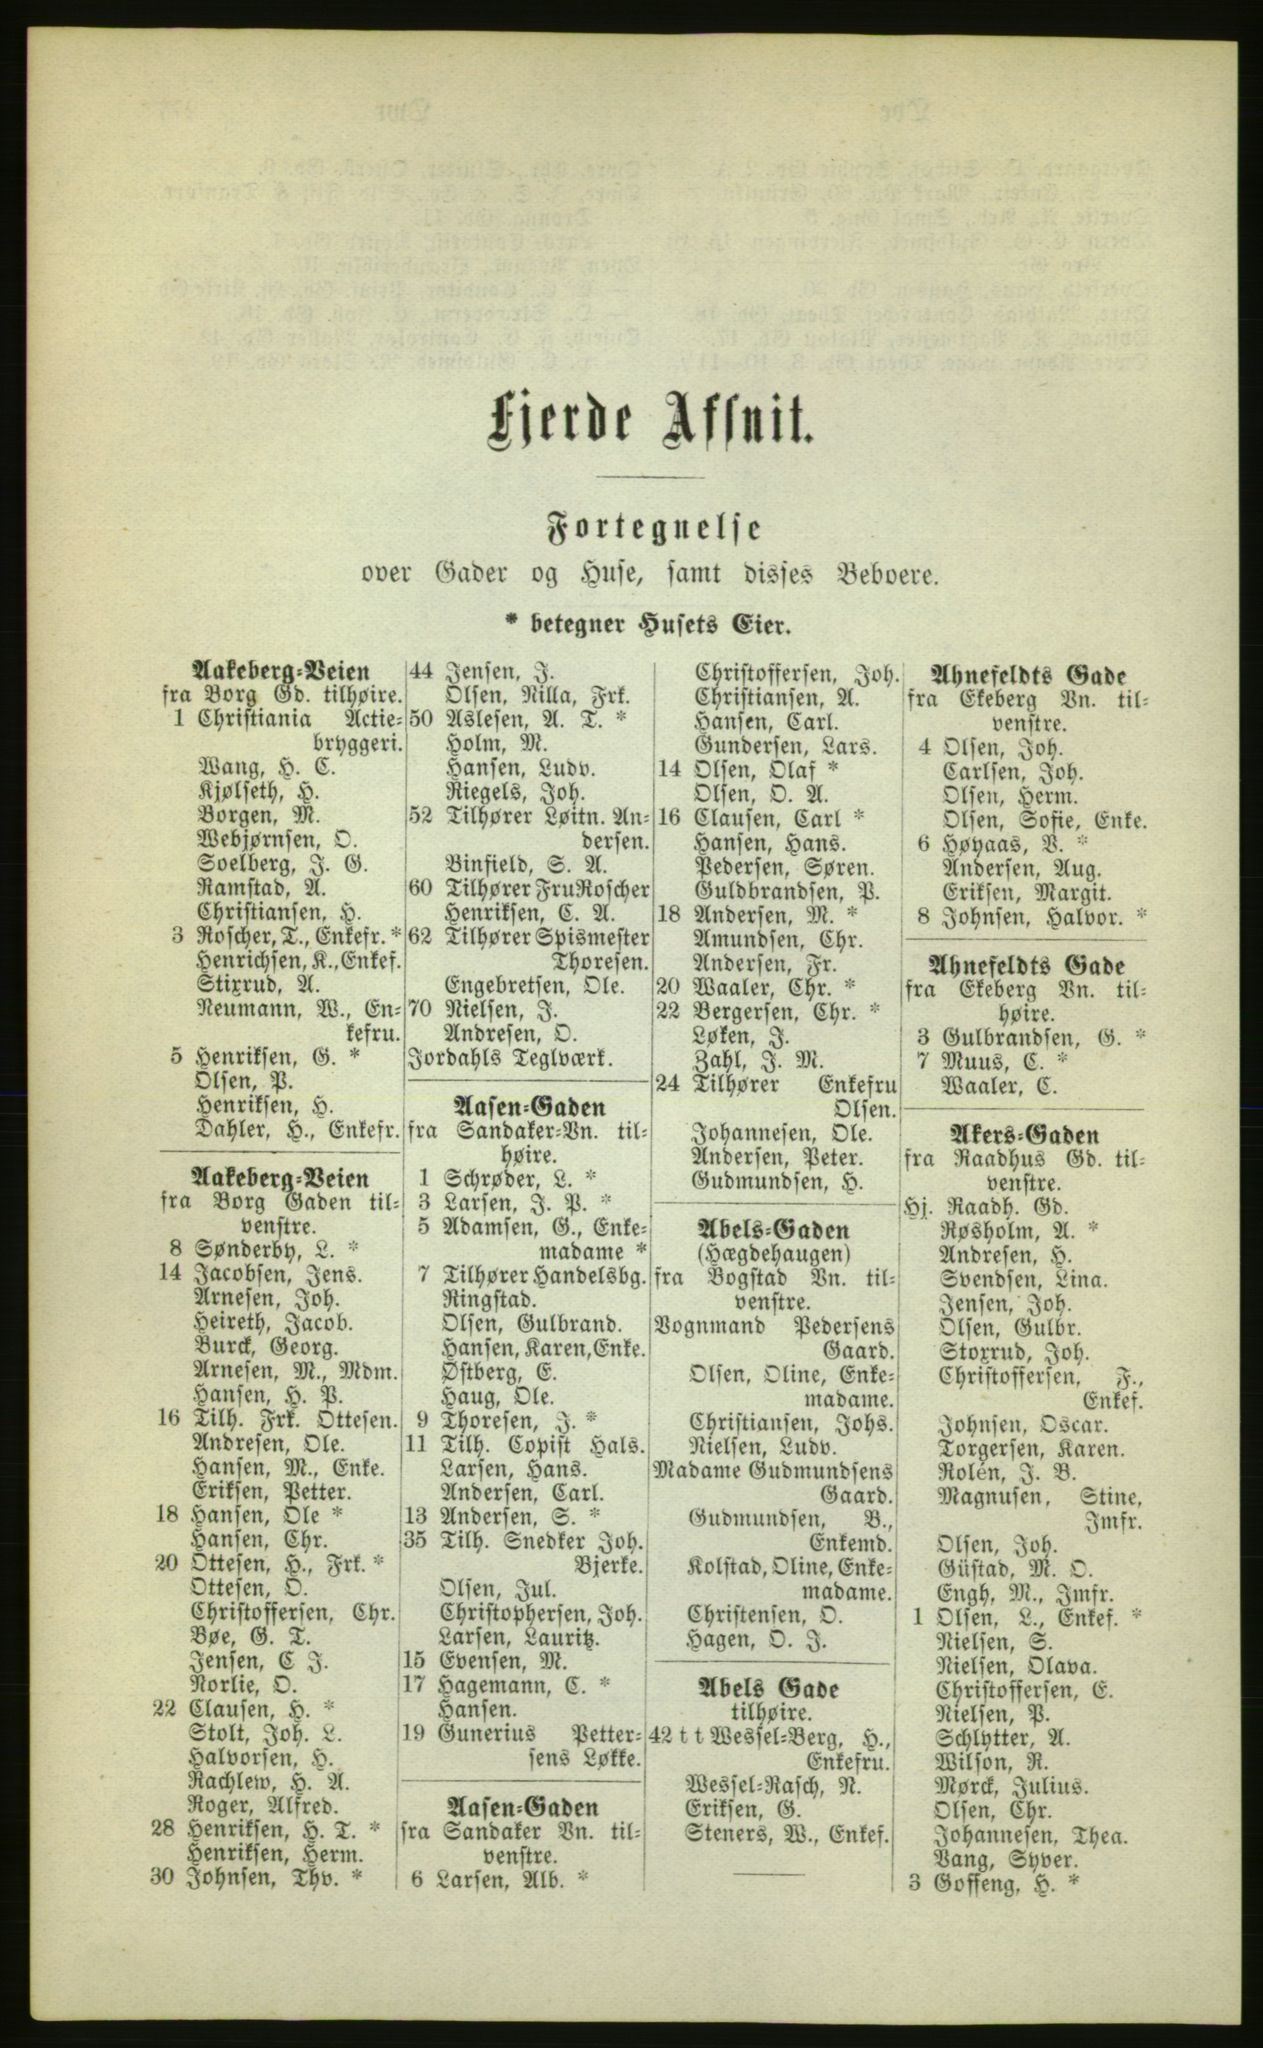 Fjerde Afsnit.
Fortegnelse
over Gader og Huse, samt disses Beboere.
* betegner Husets Eier.
Aakeberg-Veien
fra Borg Gd. tilhøire.
1 Christiania Actie-
bryggeri.
Wang, H. C.
Kjølseth, H.
Borgen, M.
Webjørnsen, O.
Soelberg, J. G.
Ramstad, A.
Christiansen, H.
3 Roscher, T., Enkefr. *
Henrichsen, K., Enkef.
Stixrud, A.
Neumann, W., En-
kefru.
5 Henriksen, G. *
Olsen, P.
Henriksen, H.
Dahler, H., Enkefr.
Aakeberg-Veien
fra Borg Gaden til-
venstre.
8 Sønderby, L. *
14 Jacobsen, Jens.
Arnesen, Joh.
Heireth, Jacob.
Burck, Georg.
Arnesen, M., Mdm.
Hansen, H. P.
16 Tilh. Frk. Ottesen.
Andresen, Ole.
Hansen, M., Enke.
Eriksen, Petter.
18 Hansen, Ole *
Hansen, Chr.
20 Ottesen, H., Frk. *
Ottesen, O.
Christoffersen, Chr.
Bøe, G. T.
Jensen, C J.
Norlie, O.
22 Clausen, H. *
Stolt, Joh. L.
Halvorsen, H.
Rachlew, H. A.
Roger, Alfred.
28 Henriksen, H. T. *
Henriksen, Herm.
30 Johnsen, Thv. *
44 Jensen, J.
Olsen, Nilla, Frk.
50 Aslesen, A. T. *
Holm, M.
Hansen, Ludv.
Riegels, Joh.
52 Tilhører Løitn. An-
dersen.
Binfield, S. A.
60 Tilhører Fru Roscher
Henriksen, C. A.
62 Tilhører Spismester
Thoresen.
Engebretsen, Ole.
70 Nielsen, J.
Andresen, O.
Jordahls Teglværk.
Aasen-Gaden
fra Sandaker-Vn. til-
høire.
1 Schrøder, L. *
3 Larsen, J. P. *
5 Adamsen, G., Enke-
madame *
7 Tilhører Handelsbg.
Ringstad.
Olsen, Gulbrand.
Hansen, Karen, Enke.
Østberg, E.
Haug, Ole.
9 Thoresen, J. *
11 Tilh. Copist Hals.
Larsen, Hans.
Andersen, Carl.
13 Andersen, S. *
35 Tilh. Snedker Joh.
Bjerke.
Olsen, Jul.
Christophersen, Joh.
Larsen, Lauritz.
15 Evensen, M.
17 Hagemann, C. *
Hansen.
19 Gunerius Petter-
sens Løkke.
Aasen-Gaden
fra Sandaker Vn. til-
venstre.
6 Larsen, Alb. *
Christoffersen, Joh.
Christiansen, A.
Hansen, Carl.
Gundersen, Lars.
14 Olsen, Olaf *
Olsen, O. A.
16 Clausen, Carl *
Hansen, Hans.
Pedersen, Søren.
Guldbrandsen, P.
18 Andersen, M. *
Amundsen, Chr.
Andersen, Fr.
20 Waaler, Chr. *
22 Bergersen, Chr. *
Løken, J.
Zahl, J. M.
24 Tilhører Enkefru
Olsen.
Johannesen, Ole.
Andersen, Peter.
Gudmundsen, H.
Abels-Gaden
(Hægdehaugen)
fra Bogstad Vn. til-
venstre.
Vognmand Pedersens
Gaard.
Olsen, Oline, Enke-
madame.
Christiansen, Johs.
Nielsen, Ludv.
Madame Gudmundsens
Gaard.
Gudmundsen, B.,
Enkemd.
Kolstad, Oline, Enke-
madame.
Christensen, O.
Hagen, O. J.
Abels Gade
tilhøire.
42 t t Wessel-Berg, H.,
Enkefru.
Wessel-Rasch, N.
Eriksen, G.
Steners, W., Enkef.
Ahnefeldts Gade
fra Ekeberg Vn. til-
venstre.
4 Olsen, Joh.
Carlsen, Joh.
Olsen, Herm.
Olsen, Sofie, Enke.
6 Høyaas, V. *
Andersen, Aug.
Eriksen, Margit.
8 Johnsen, Halvor. *
Ahnefeldts Gade
fra Ekeberg Vn. til-
høire.
3 Gulbrandsen, G. *
7 Muus, C. *
Waaler, C.
Akers-Gaden
fra Raadhus Gd. til-
venstre.
Hj. Raadh. Gd.
Røsholm, A. *
Andresen, H.
Svendsen, Lina.
Jensen, Joh.
Olsen, Gulbr.
Stoxrud, Joh.
Christoffersen, F.,
Enkef.
Johnsen, Oscar.
Torgersen, Karen.
Rolén, J. B.
Magnusen, Stine,
Jmfr.
Olsen, Joh.
Güstad, M. O.
Engh, M., Jmfr.
1 Olsen, L., Enkef. *
Nielsen, S.
Nielsen, Olava.
Christoffersen, E.
Nielsen, P.
Schlytter, A.
Wilson, R.
Mørck, Julius.
Olsen, Chr.
Johannesen, Thea.
Vang, Syver.
3 Goffeng, H. *